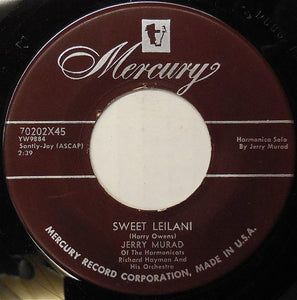 Mercury
70202X45
YW9884
Santly-Joy (ASCAP)
2:39
Harmonica Solo
By Jerry Murad
SWEET LEILANI
(Harry Owens)
JERRY MURAD
Of The Harmonicats
Richard Hayman And
His Orchestra
MERCURY RECORD CORPORATION, MADE IN U.S.A.